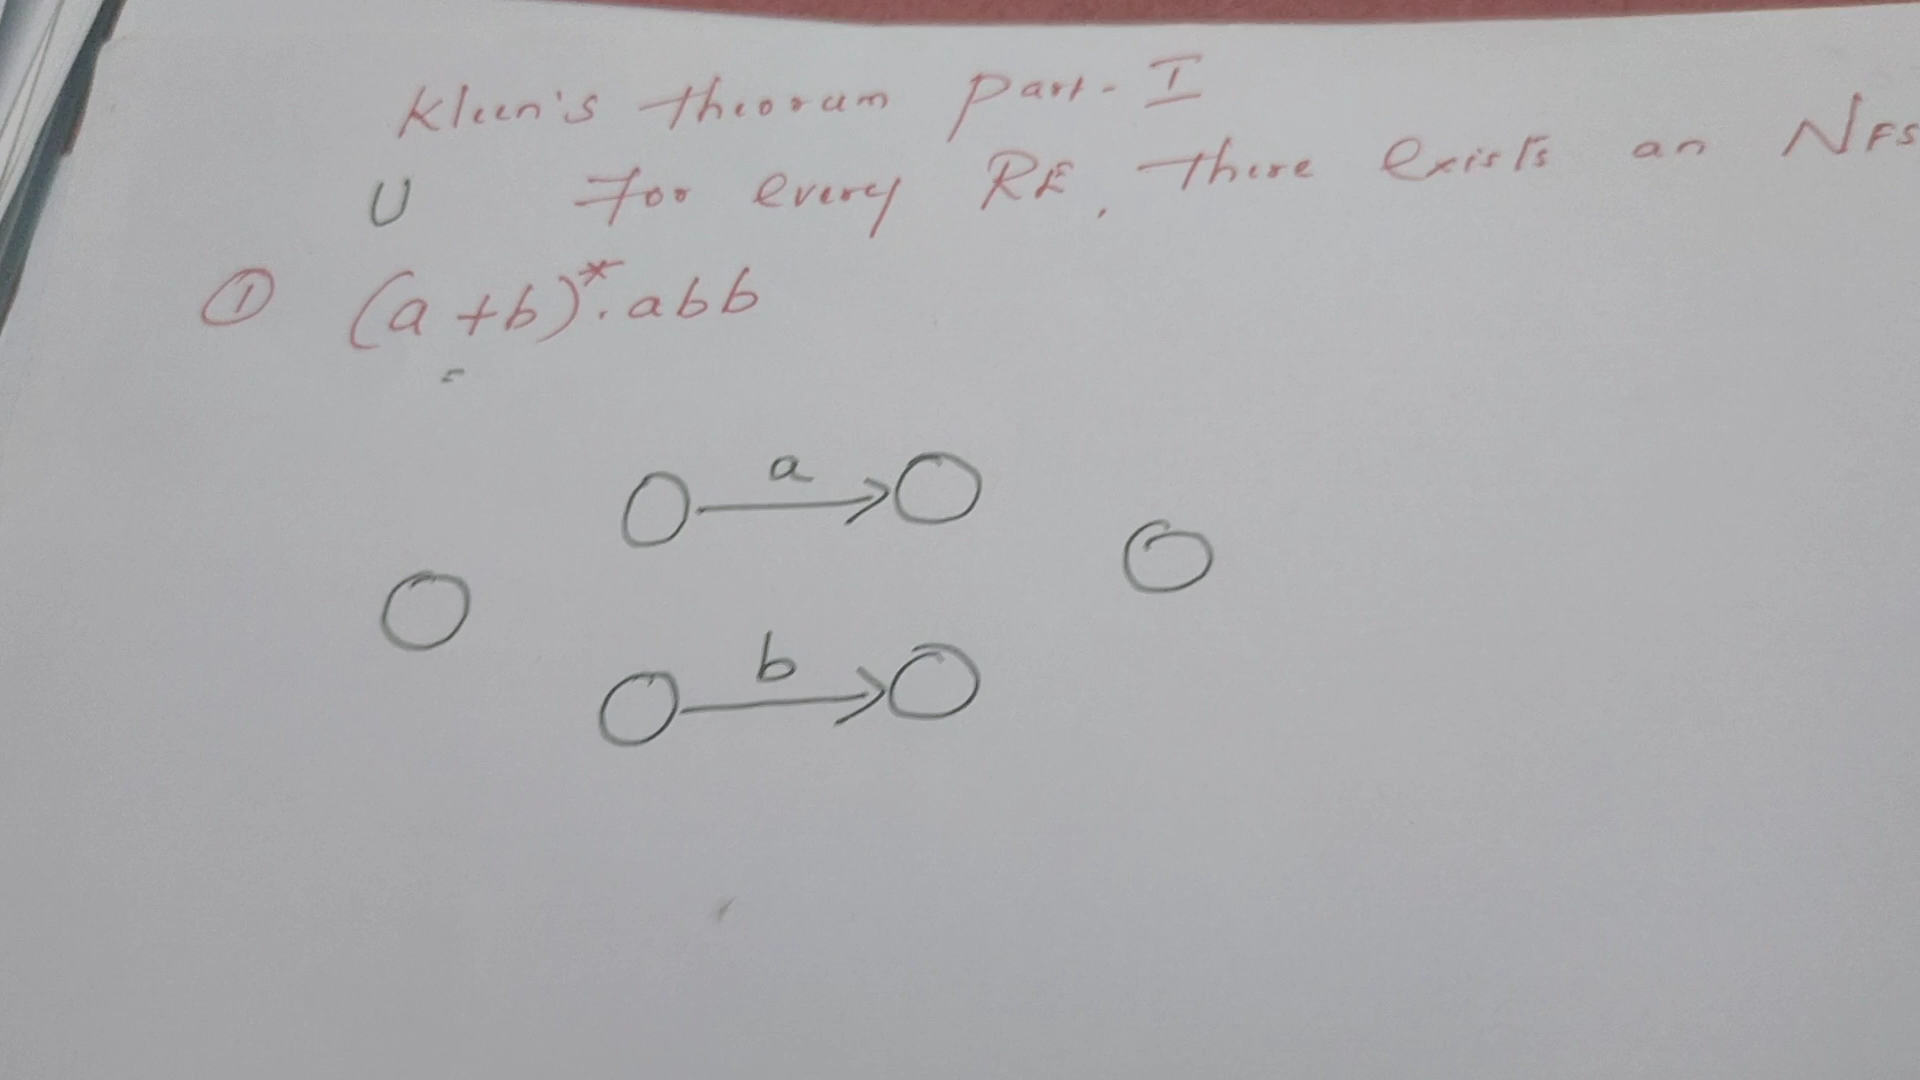 Kleen's theorum Part-I
U For every RE, there exists an NFS
① (a+b)*.abb
a
b